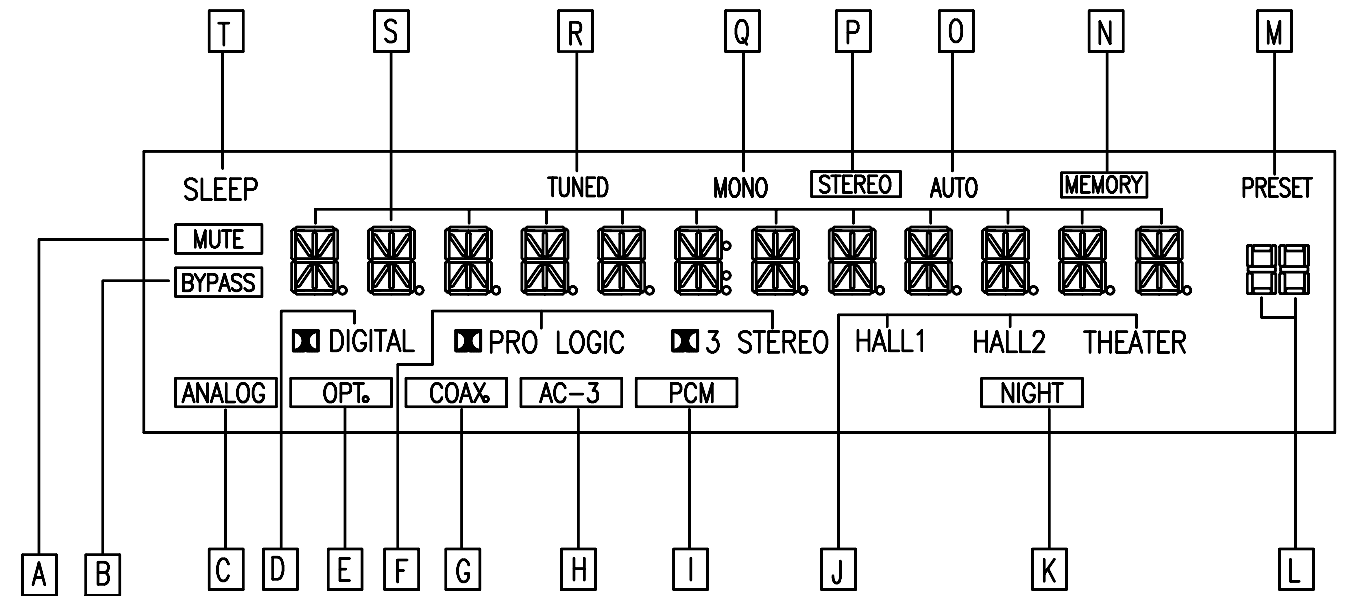 T S R Q P O N M
SLEEP TUNED MONO STEREO AUTO MEMORY PRESET
MUTE
BYPASS
DIGITAL PRO LOGIC 3 STEREO HALL1 HALL2 THEATER
ANALOG OPT. COAX. AC-3 PCM NIGHT
A B C D E F G H I J K L